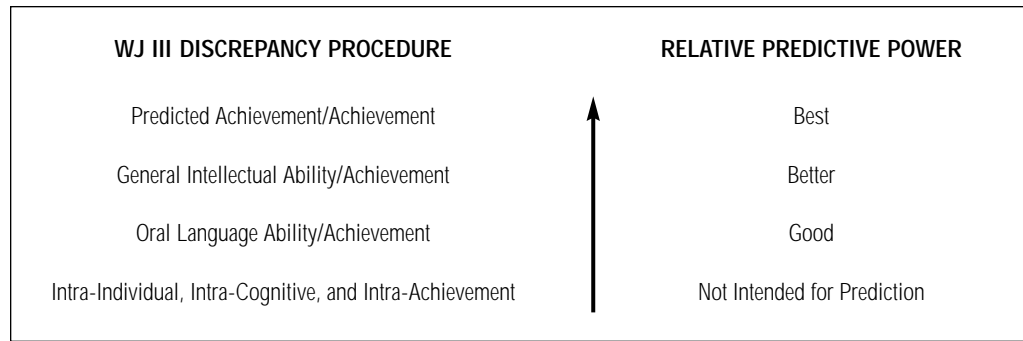 WJ III DISCREPANCY PROCEDURE RELATIVE PREDICTIVE POWER
Predicted Achievement/Achievement Best
General Intellectual Ability/Achievement Better
Oral Language Ability/Achievement Good
Intra-Individual, Intra-Cognitive, and Intra-Achievement Not Intended for Prediction